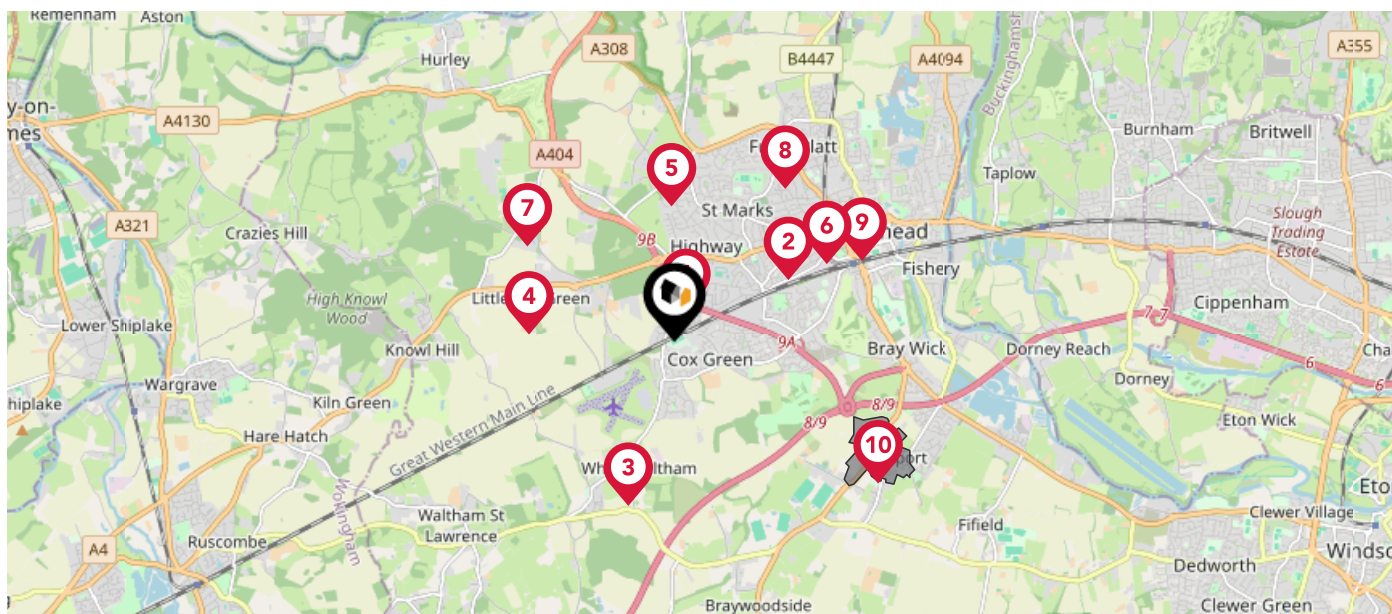 Remenham
Aston
A308
B4447
A4094
A355
Hurley
Buckinghamsh
y-on-
mes
A4130
Burnham
Britwell
A404
8
5
Taplow
St Marks
7
A321
Crazies Hill
9B
Highway
2
6
9
head
Slough
Trading
Estate
Fishery
High Knowl
Wood
4
Little
Green
Cippenham
Lower Shiplake
7
7
Knowl Hill
Cox Green
9A
Bray Wick
Dorney Reach
6
6
Cha
Wargrave
Dorney
hiplake
Kiln Green
8/9
8/9
Eton Wick
Great Western Main Line
Hare Hatch
10
port
3
Wh
ltham
Eto
Wokingham
Waltham St
Lawrence
Fifield
Clewer Village
A4
Ruscombe
Windsc
Dedworth
Braywoodside
Clewer Green